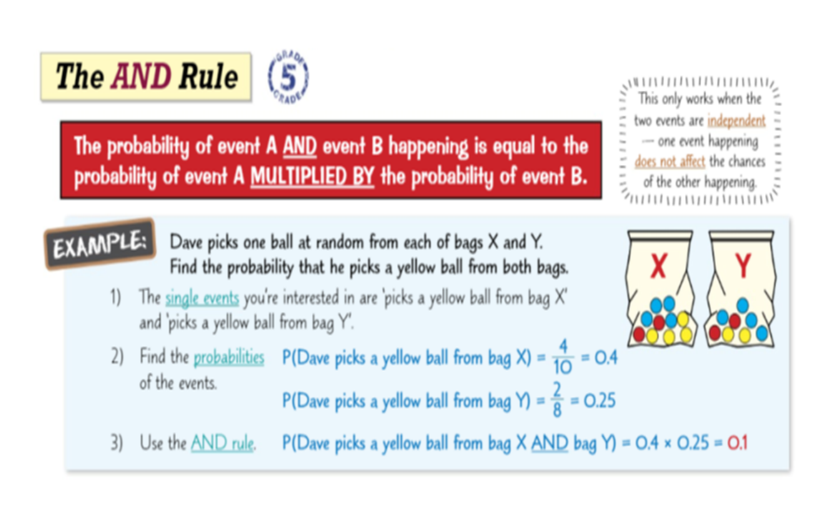 The AND Rule
GRADE 5 GRADE
This only works when the
two events are independent
— one event happening
does not affect the chances
of the other happening.
The probability of event A AND event B happening is equal to the
probability of event A MULTIPLIED BY the probability of event B.
EXAMPLE:
Dave picks one ball at random from each of bags X and Y.
Find the probability that he picks a yellow ball from both bags.
X Y
1) The single events you're interested in are 'picks a yellow ball from bag X'
and 'picks a yellow ball from bag Y'.
2) Find the probabilities P(Dave picks a yellow ball from bag X) = 4/10 = 0.4
of the events.
P(Dave picks a yellow ball from bag Y) = 2/8 = 0.25
3) Use the AND rule. P(Dave picks a yellow ball from bag X AND bag Y) = 0.4 × 0.25 = 0.1